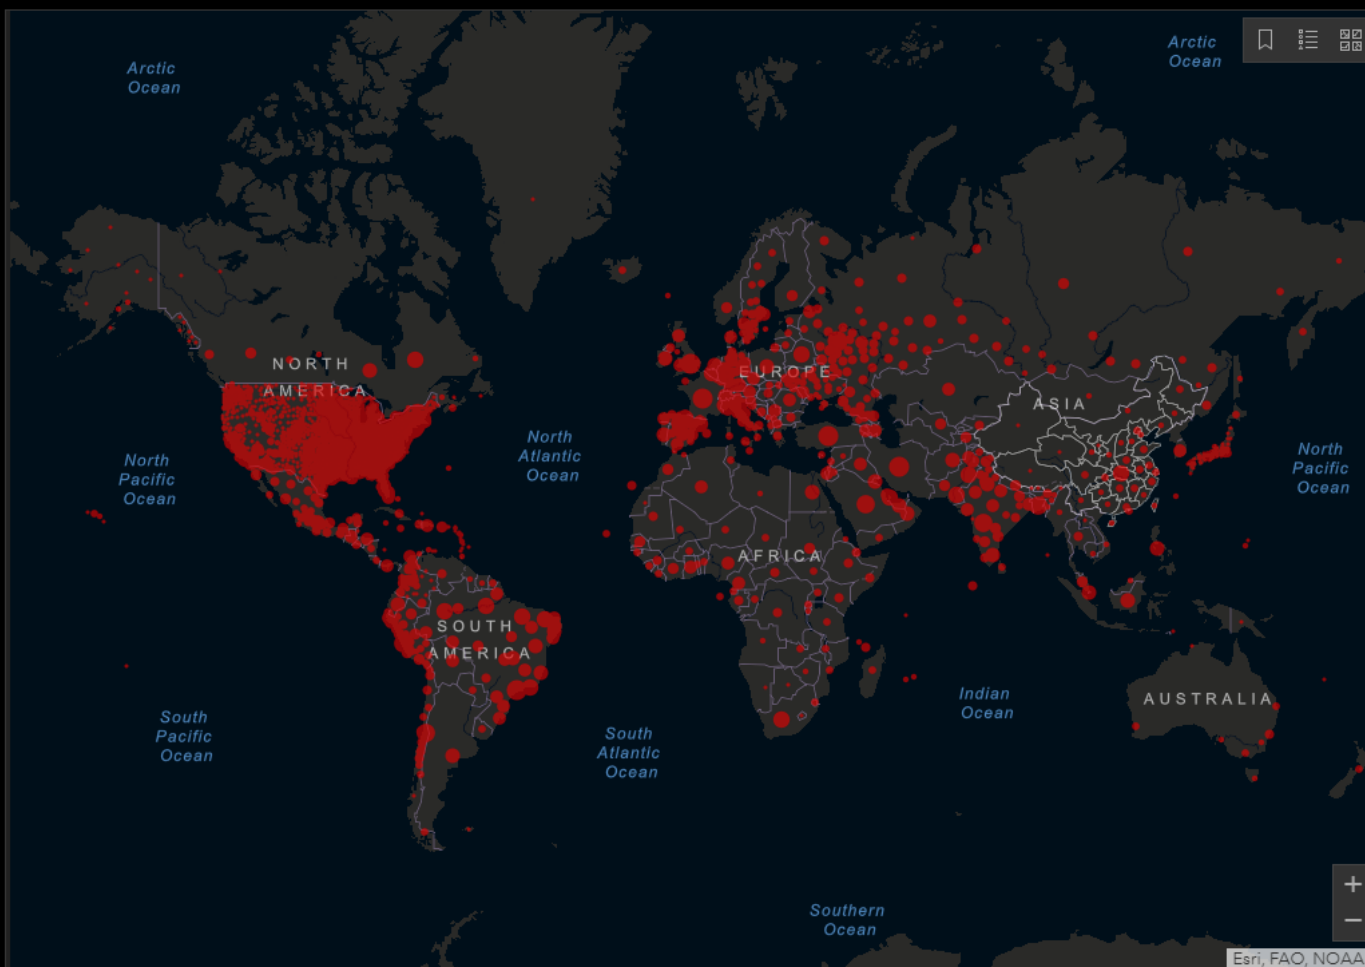 Arctic
Ocean
Arctic
Ocean
NORTH
AMERICA
EUROPE
ASIA
North
Atlantic
Ocean
North
Pacific
Ocean
North
Pacific
Ocean
AFRICA
SOUTH
AMERICA
Indian
Ocean
AUSTRALIA
South
Pacific
Ocean
South
Atlantic
Ocean
Southern
Ocean
+
−
Esri, FAO, NOAA